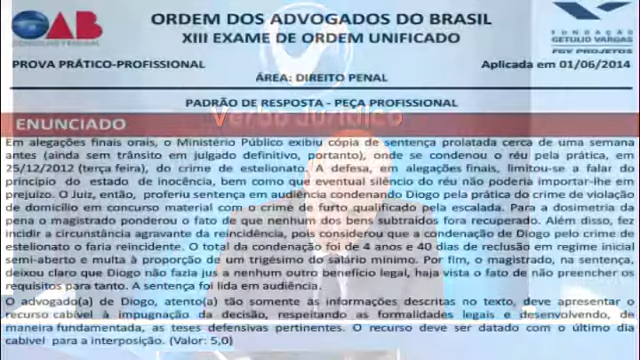 OAB
ORDEM DOS ADVOGADOS DO BRASIL
XIII EXAME DE ORDEM UNIFICADO
FUNDAÇÃO
GETULIO VARGAS
FGV PROJETOS
PROVA PRÁTICO-PROFISSIONAL
Aplicada em 01/06/2014
ÁREA: DIREITO PENAL
PADRÃO DE RESPOSTA - PEÇA PROFISSIONAL
Verbo Jurídico
ENUNCIADO
Em alegações finais orais, o Ministério Público exibiu cópia de sentença prolatada cerca de uma semana
antes (ainda sem trânsito em julgado definitivo, portanto), onde se condenou o réu pela prática, em
25/12/2012 (terça feira), do crime de estelionato. A defesa, em alegações finais, limitou-se a falar do
princípio do estado de inocência, bem como que eventual silêncio do réu não poderia importar-lhe em
prejuízo. O Juiz, então, proferiu sentença em audiência condenando Diogo pela prática do crime de violação
de domicílio em concurso material com o crime de furto qualificado pela escalada. Para a dosimetria da
pena o magistrado ponderou o fato de que nenhum dos bens subtraídos fora recuperado. Além disso, fez
incidir a circunstância agravante da reincidência, pois considerou que a condenação de Diogo pelo crime de
estelionato o faria reincidente. O total da condenação foi de 4 anos e 40 dias de reclusão em regime inicial
semi-aberto e multa à proporção de um trigésimo do salário mínimo. Por fim, o magistrado, na sentença,
deixou claro que Diogo não fazia jus a nenhum outro benefício legal, haja vista o fato de não preencher os
requisitos para tanto. A sentença foi lida em audiência.
O advogado(a) de Diogo, atento(a) tão somente às informações descritas no texto, deve apresentar o
recurso cabível à impugnação da decisão, respeitando as formalidades legais e desenvolvendo, de
maneira fundamentada, as teses defensivas pertinentes. O recurso deve ser datado com o último dia
cabível para a interposição. (Valor: 5,0)